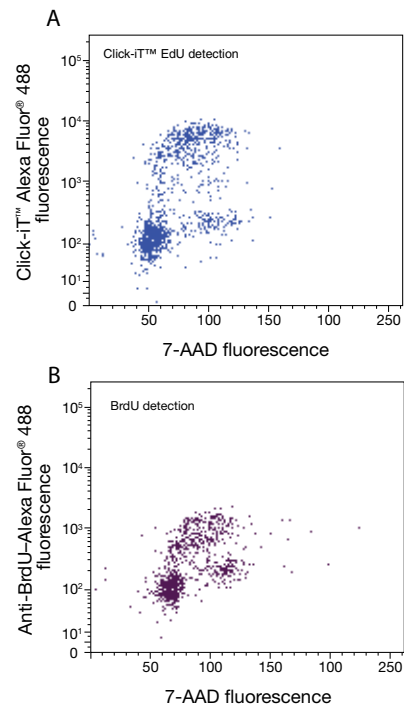 A
Click-iT™ EdU detection
Click-iT™ Alexa Fluor® 488
fluorescence
10⁵
10⁴
10³
10²
10¹
0
50 100 150 200 250
7-AAD fluorescence
B
BrdU detection
Anti-BrdU–Alexa Fluor® 488
fluorescence
10⁵
10⁴
10³
10²
10¹
0
50 100 150 200 250
7-AAD fluorescence